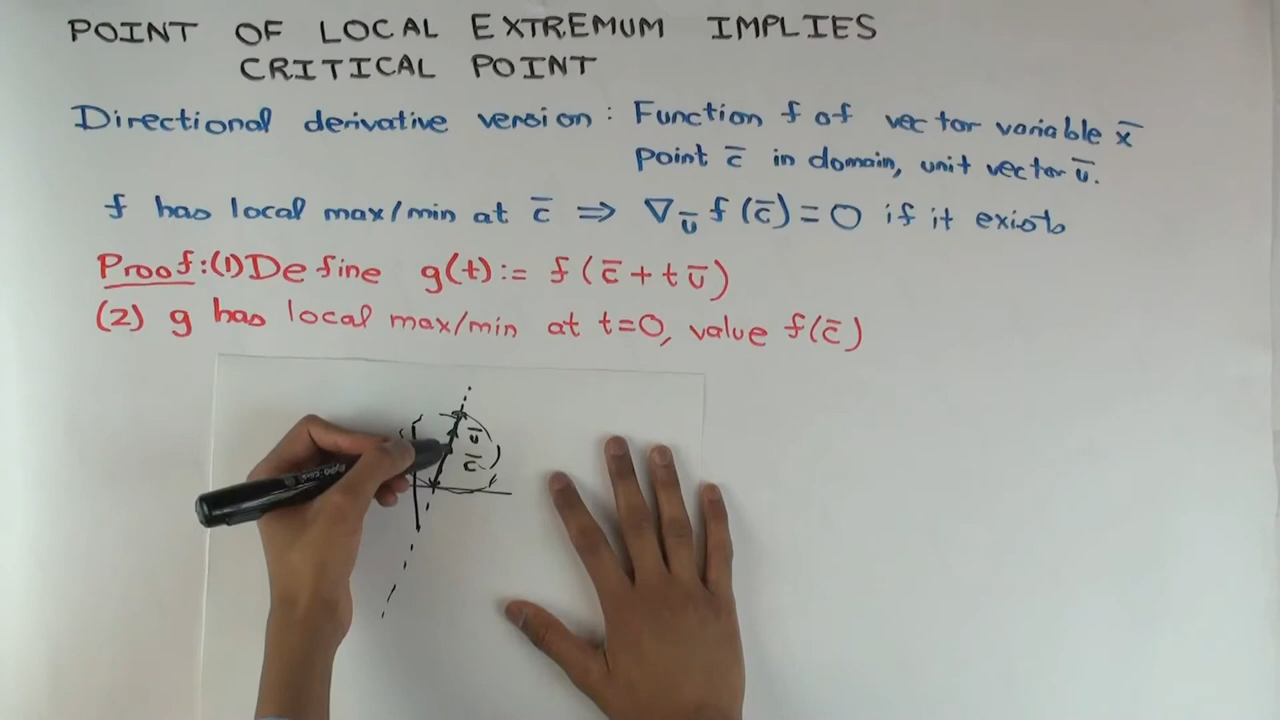 POINT OF LOCAL EXTREMUM IMPLIES
CRITICAL POINT
Directional derivative version: Function f of vector variable x̄
point c̄ in domain, unit vector ū.
f has local max/min at c̄ ⇒ ∇_ū f(c̄) = 0 if it exists
Proof: (1) Define g(t) := f(c̄ + tū)
(2) g has local max/min at t=0, value f(c̄)
ū
c̄